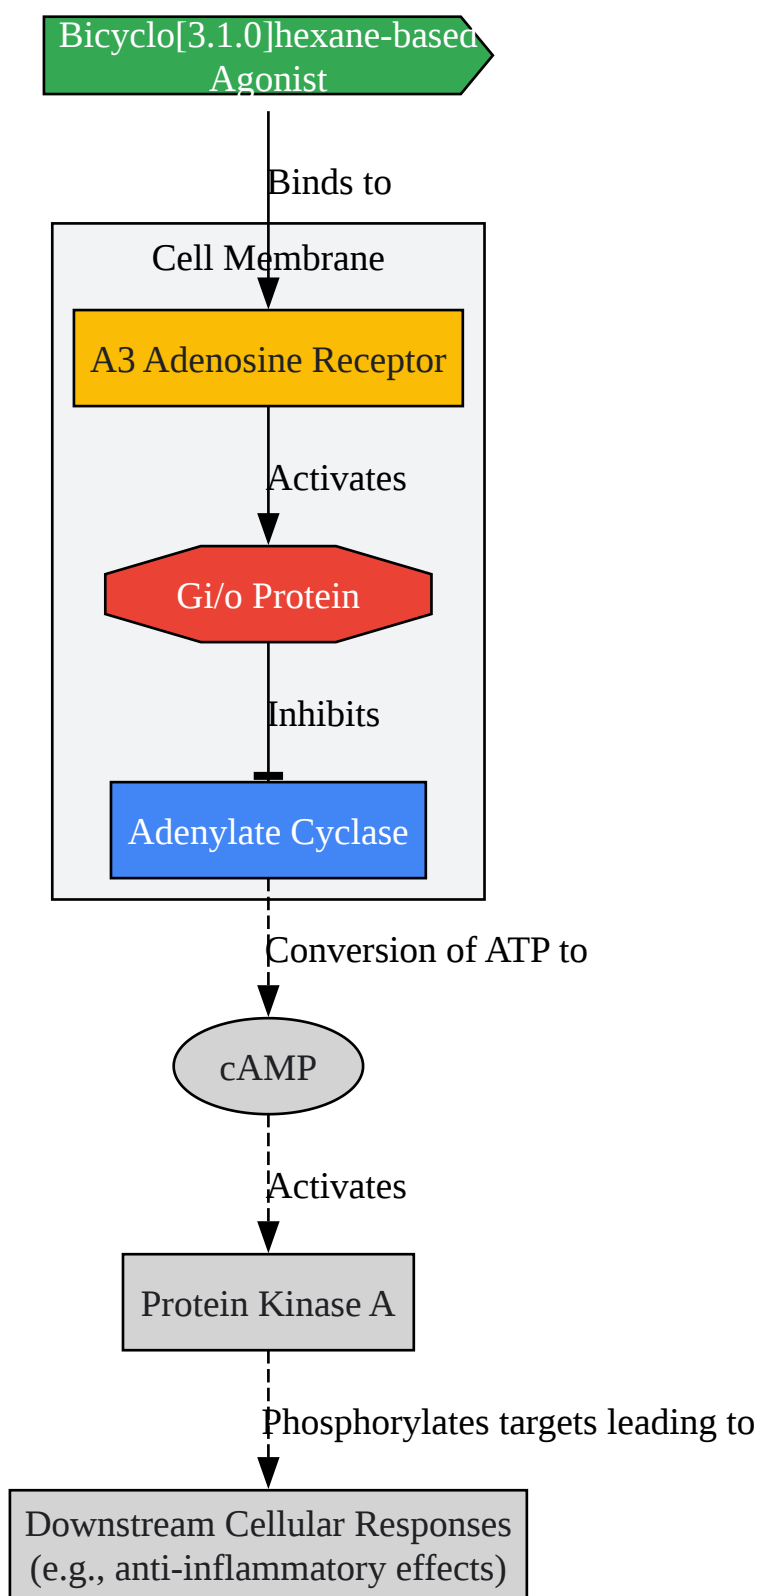 Bicyclo[3.1.0]hexane-based
Agonist
Binds to
Cell Membrane
A3 Adenosine Receptor
Activates
Gi/o Protein
Inhibits
Adenylate Cyclase
Conversion of ATP to
cAMP
Activates
Protein Kinase A
Phosphorylates targets leading to
Downstream Cellular Responses
(e.g., anti-inflammatory effects)